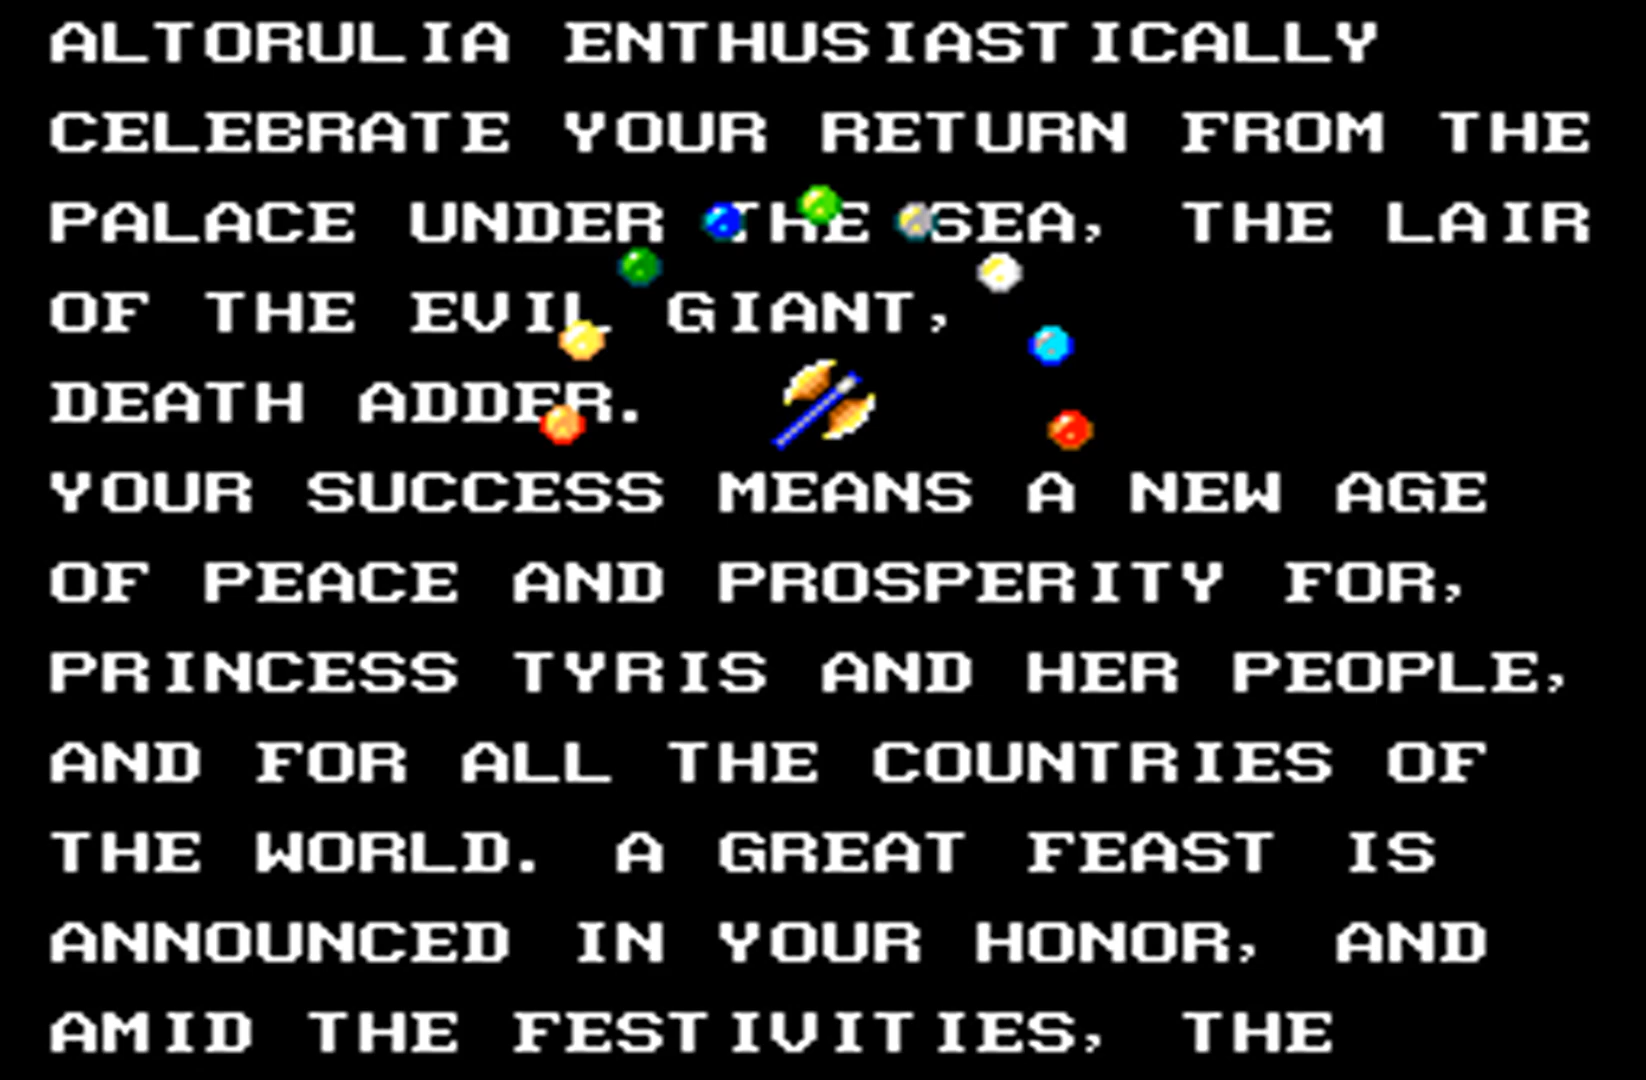 ALTORULIA ENTHUSIASTICALLY
CELEBRATE YOUR RETURN FROM THE
PALACE UNDER THE SEA, THE LAIR
OF THE EVIL GIANT,
DEATH ADDER.
YOUR SUCCESS MEANS A NEW AGE
OF PEACE AND PROSPERITY FOR,
PRINCESS TYRIS AND HER PEOPLE,
AND FOR ALL THE COUNTRIES OF
THE WORLD. A GREAT FEAST IS
ANNOUNCED IN YOUR HONOR, AND
AMID THE FESTIVITIES, THE